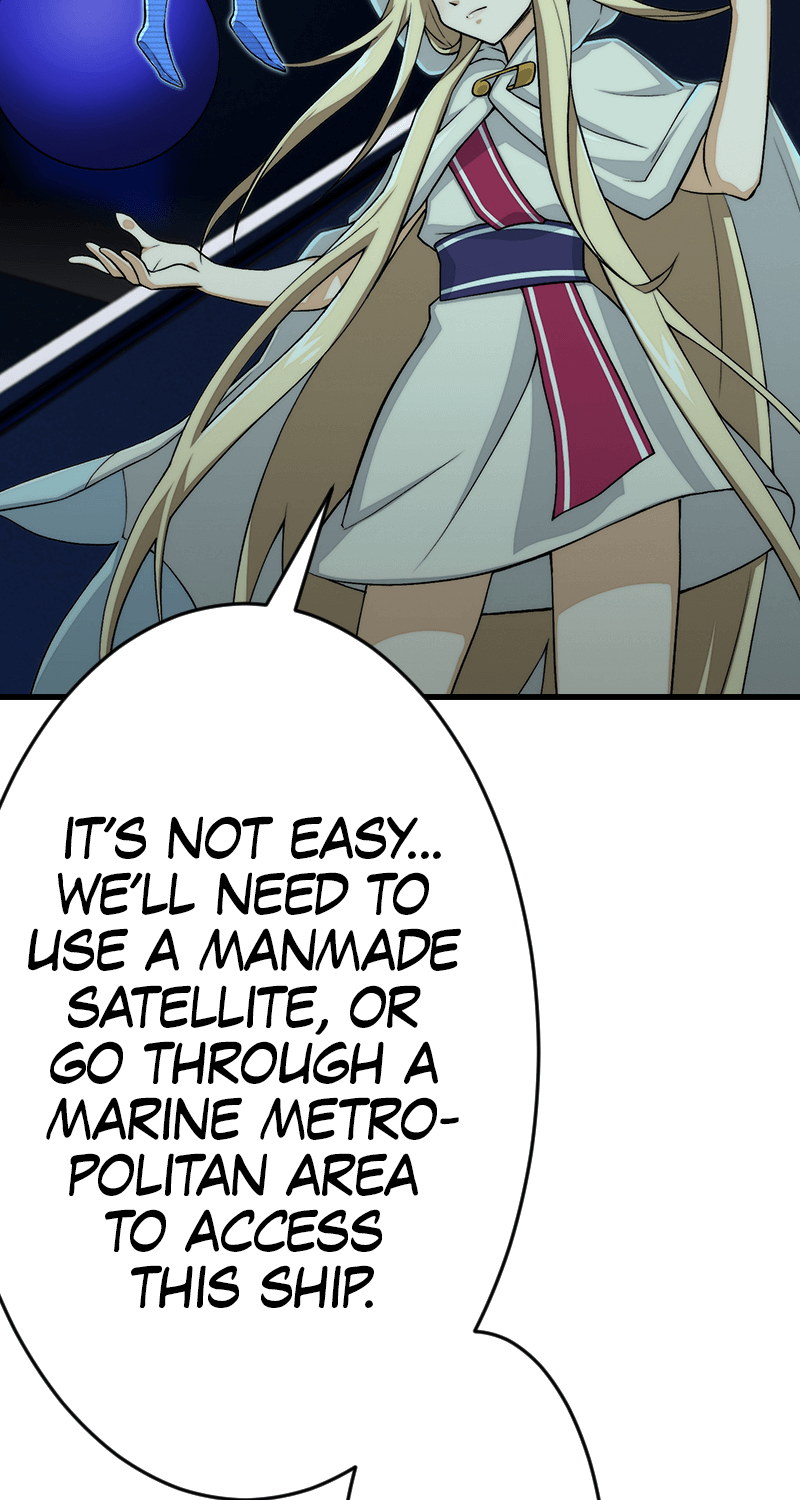 IT'S NOT EASY...
WE'LL NEED TO
USE A MANMADE
SATELLITE, OR
GO THROUGH A
MARINE METRO-
POLITAN AREA
TO ACCESS
THIS SHIP.